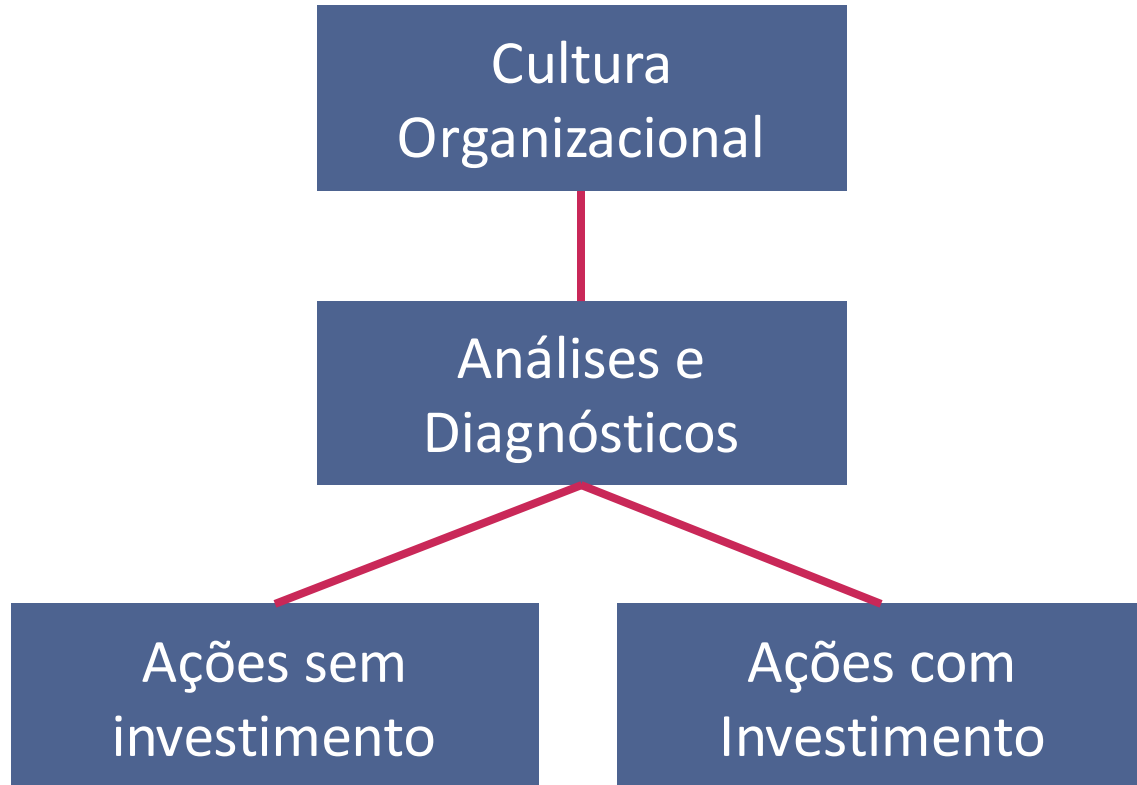 Cultura
Organizacional
Análises e
Diagnósticos
Ações sem
investimento
Ações com
Investimento